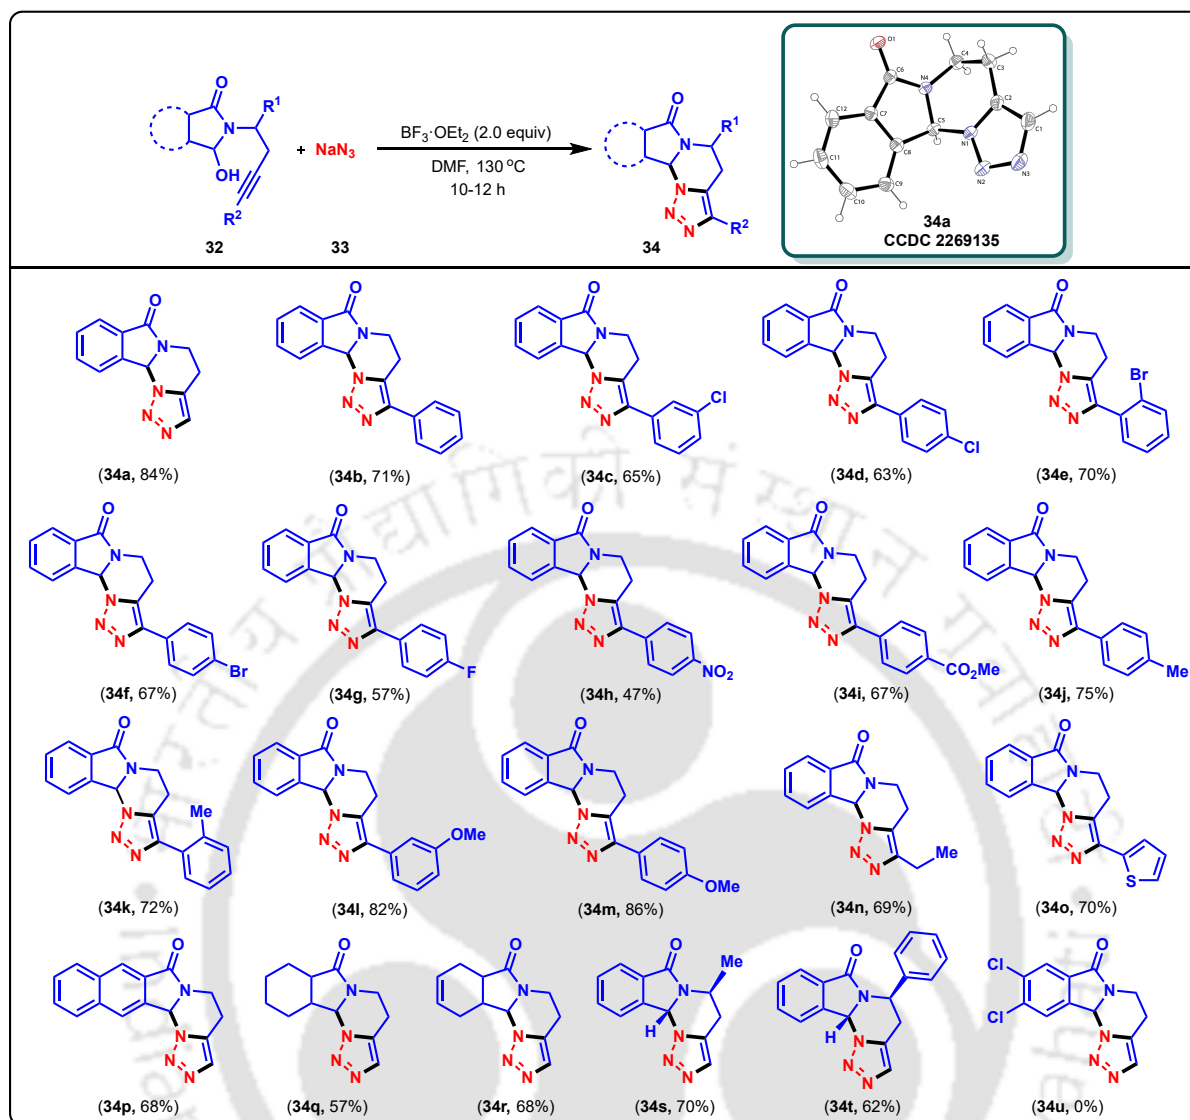 O
N
R¹
OH
R²
32
+ NaN₃
33
BF₃·OEt₂ (2.0 equiv)
DMF, 130 °C
10-12 h
O
N
R¹
N
N
N
R²
34
O1
C6
N4
C4
C3
C2
C12
C7
C5
N1
C1
C8
C11
N2
N3
C9
C10
34a
CCDC 2269135
O
N
N
N
N
(34a, 84%)
O
N
N
N
N
(34b, 71%)
O
N
N
N
N
Cl
(34c, 65%)
O
N
N
N
N
Cl
(34d, 63%)
O
N
Br
N
N
N
(34e, 70%)
O
N
N
N
N
Br
(34f, 67%)
O
N
N
N
N
F
(34g, 57%)
O
N
N
N
N
NO₂
(34h, 47%)
O
N
N
N
N
CO₂Me
(34i, 67%)
O
N
N
N
N
Me
(34j, 75%)
O
N
Me
N
N
N
(34k, 72%)
O
N
N
N
N
OMe
(34l, 82%)
O
N
N
N
N
OMe
(34m, 86%)
O
N
N
N
N
Me
(34n, 69%)
O
N
N
N
N
S
(34o, 70%)
O
N
N
N
N
(34p, 68%)
O
N
N
N
N
(34q, 57%)
O
N
N
N
N
(34r, 68%)
O
Me
N
H
N
N
N
(34s, 70%)
O
N
H
N
N
N
(34t, 62%)
O
Cl
Cl
N
N
N
N
(34u, 0%)